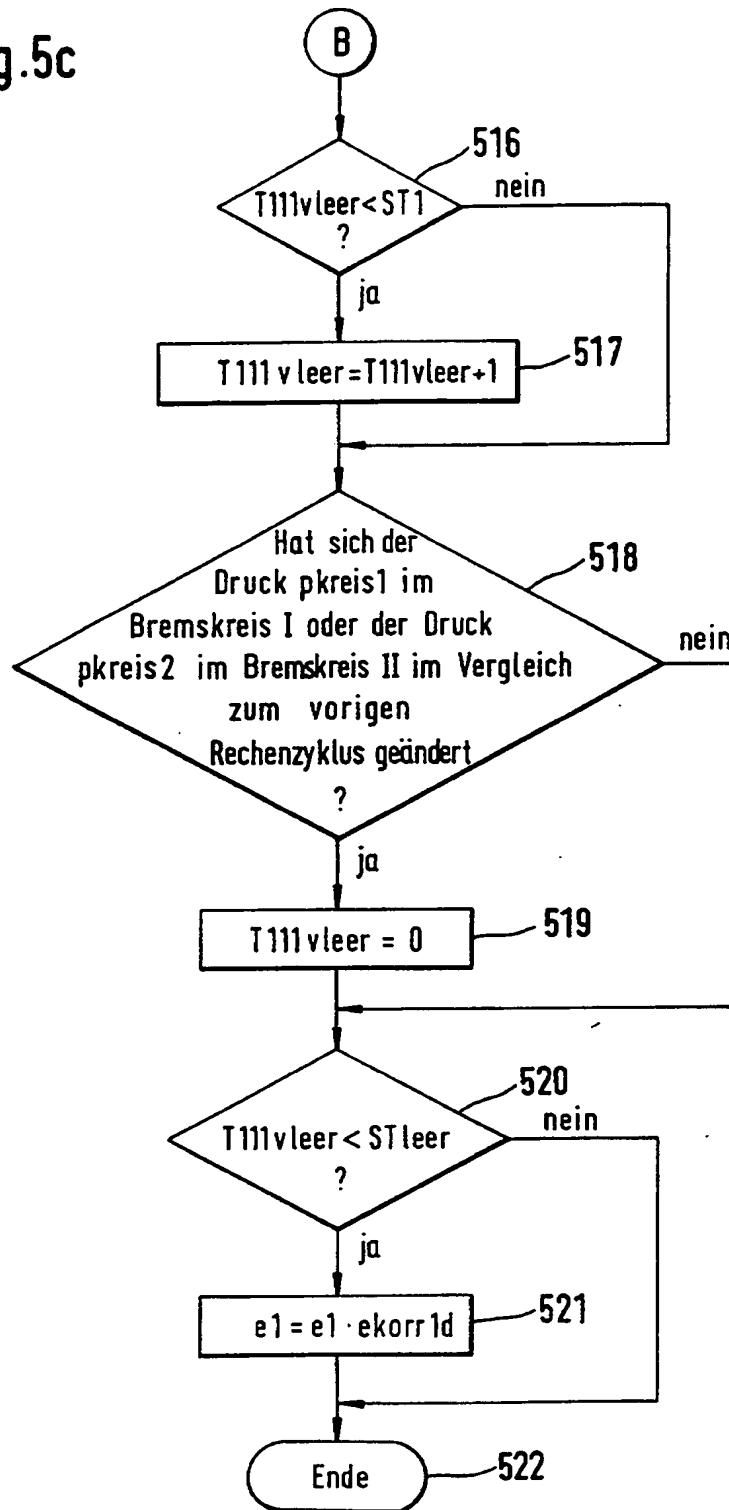 g.5c
B
516
T111vleer<ST1
?
nein
ja
T111vleer=T111vleer+1
517
Hat sich der
Druck pkreis1 im
Bremskreis I oder der Druck
pkreis2 im Bremskreis II im Vergleich
zum vorigen
Rechenzyklus geändert
?
518
nein
ja
T111vleer = 0
519
520
T111vleer < STleer
?
nein
ja
e1 = e1 · ekorr1d
521
Ende
522